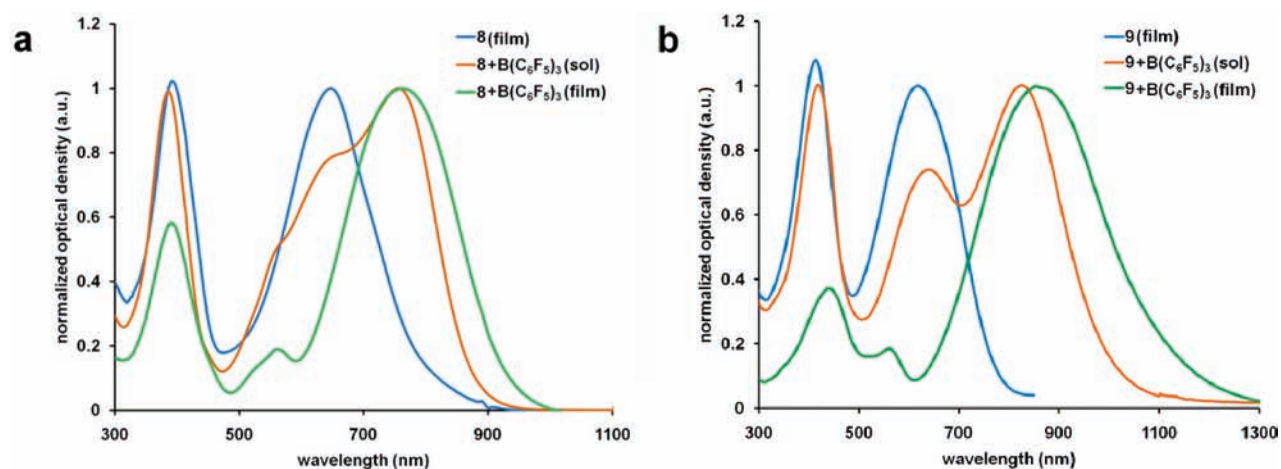 a
8 (film)
8+B(C6F5)3 (sol)
8+B(C6F5)3 (film)
normalized optical density (a.u.)
1.2
1
0.8
0.6
0.4
0.2
0
300 500 700 900 1100
wavelength (nm)
b
9 (film)
9+B(C6F5)3 (sol)
9+B(C6F5)3 (film)
normalized optical density (a.u.)
1.2
1
0.8
0.6
0.4
0.2
0
300 500 700 900 1100 1300
wavelength (nm)